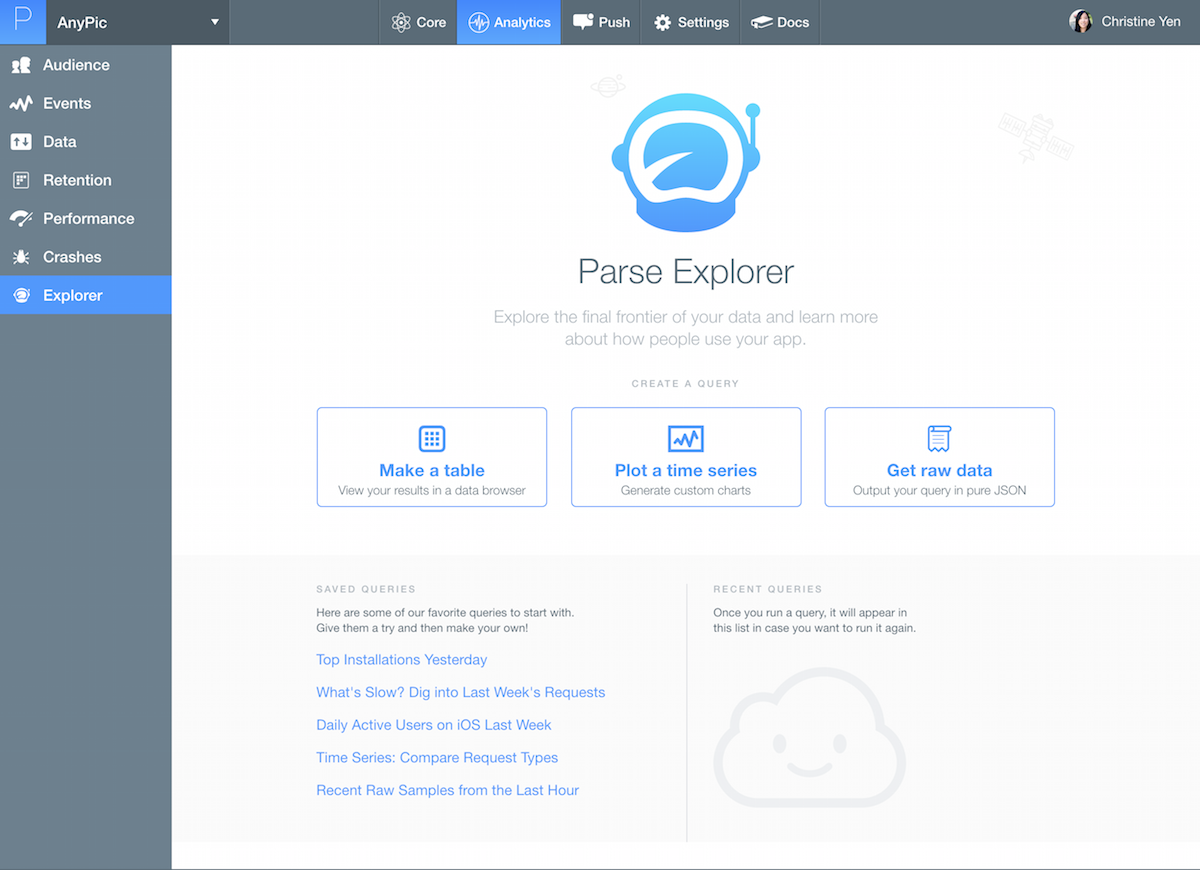 P
AnyPic
Core
Analytics
Push
Settings
Docs
Christine Yen
Audience
Events
Data
Retention
Performance
Crashes
Explorer
Parse Explorer
Explore the final frontier of your data and learn more
about how people use your app.
CREATE A QUERY
Make a table
View your results in a data browser
Plot a time series
Generate custom charts
Get raw data
Output your query in pure JSON
SAVED QUERIES
Here are some of our favorite queries to start with.
Give them a try and then make your own!
Top Installations Yesterday
What's Slow? Dig into Last Week's Requests
Daily Active Users on iOS Last Week
Time Series: Compare Request Types
Recent Raw Samples from the Last Hour
RECENT QUERIES
Once you run a query, it will appear in
this list in case you want to run it again.